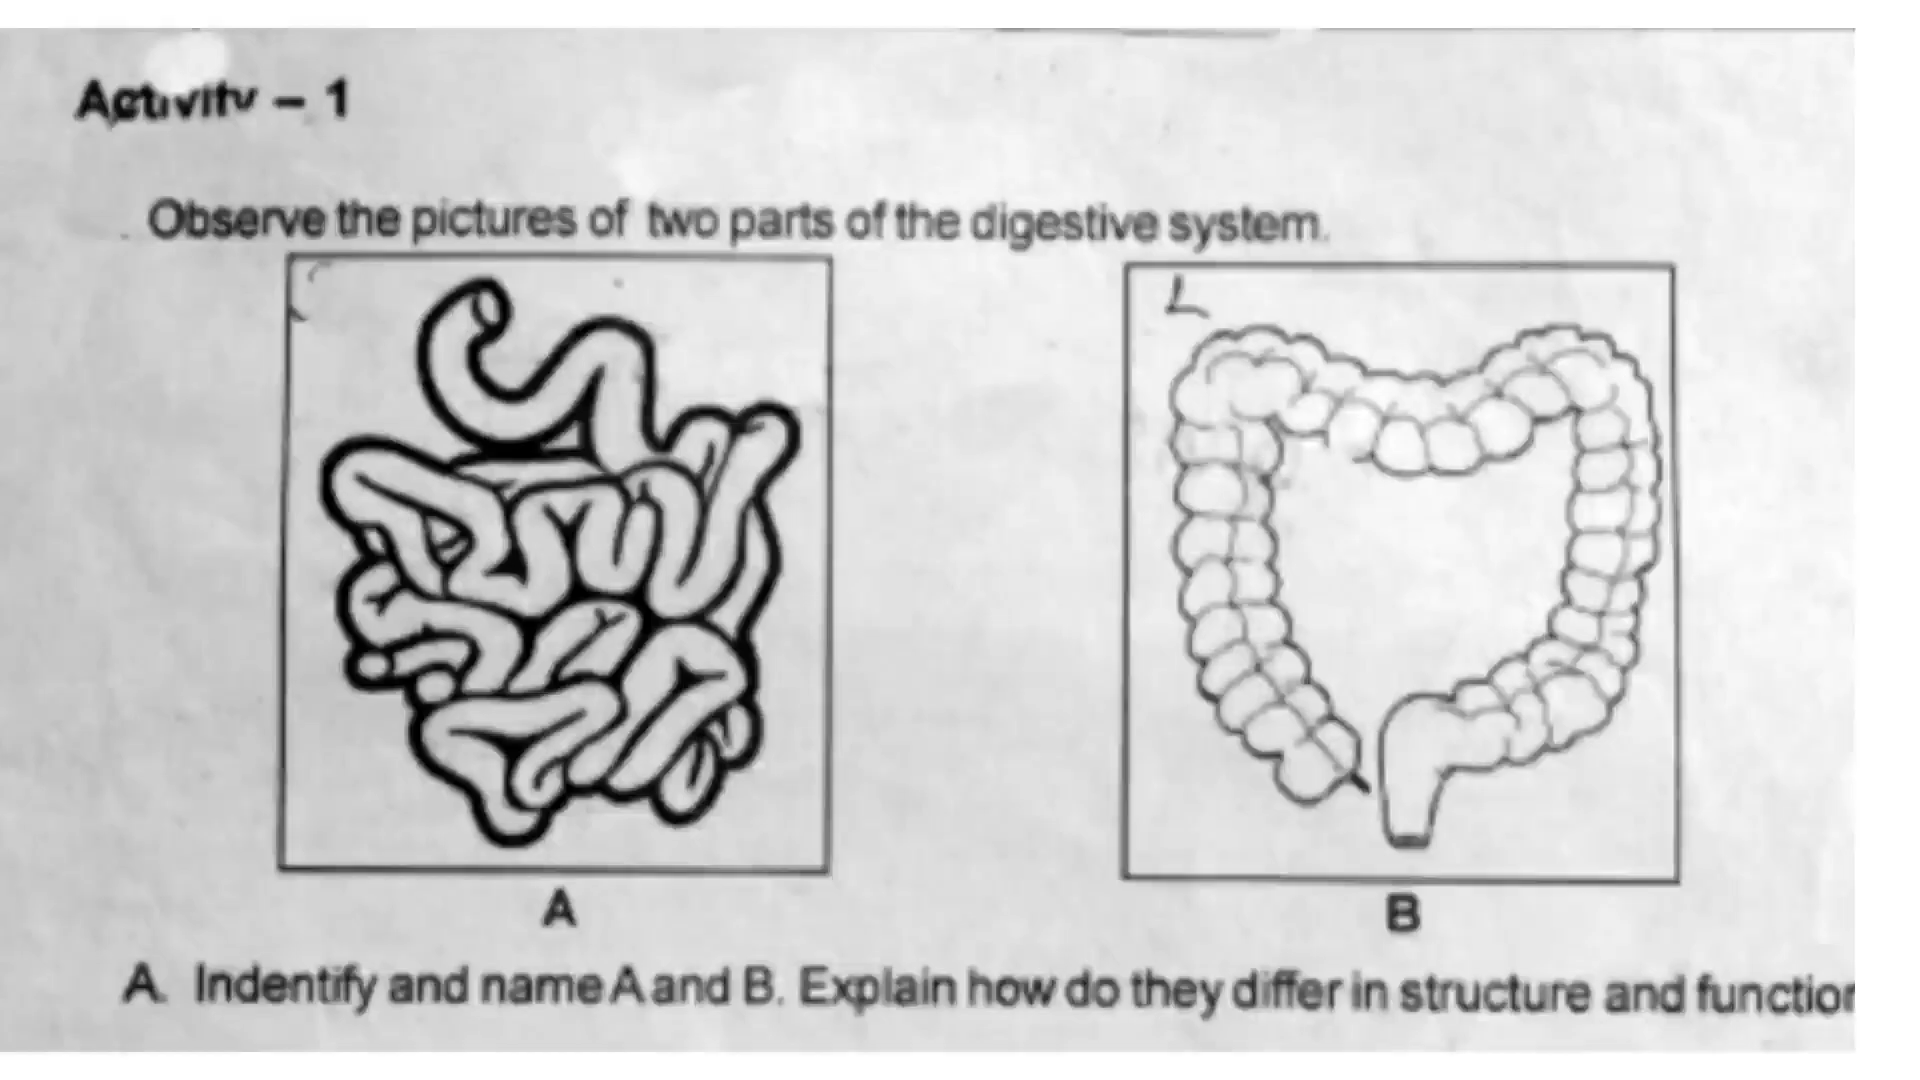 Activity – 1
Observe the pictures of two parts of the digestive system.
L
A
B
A. Indentify and name A and B. Explain how do they differ in structure and function